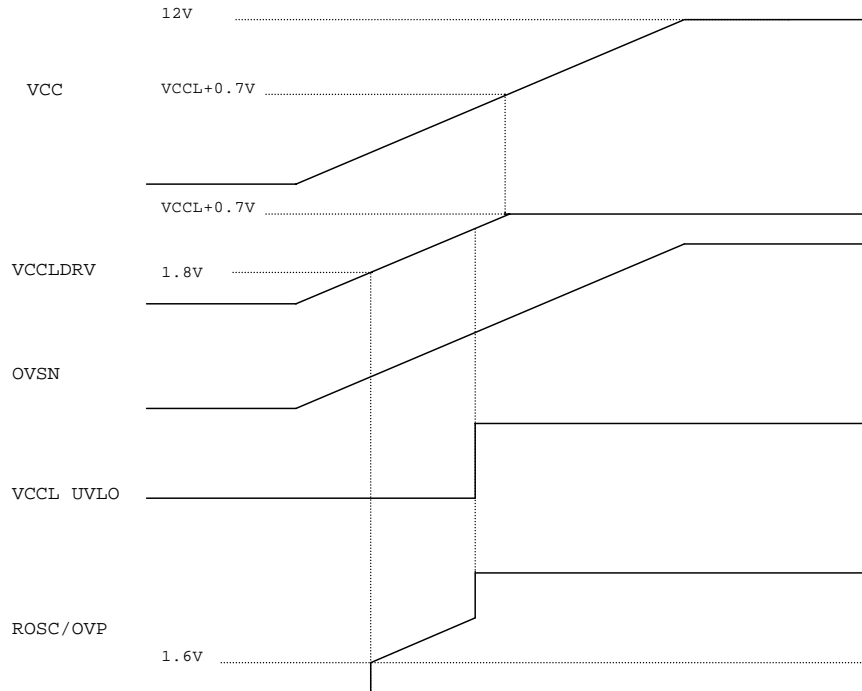 12V
VCC
VCCL+0.7V
VCCL+0.7V
VCCLDRV
1.8V
OVSN
VCCL UVLO
ROSC/OVP
1.6V